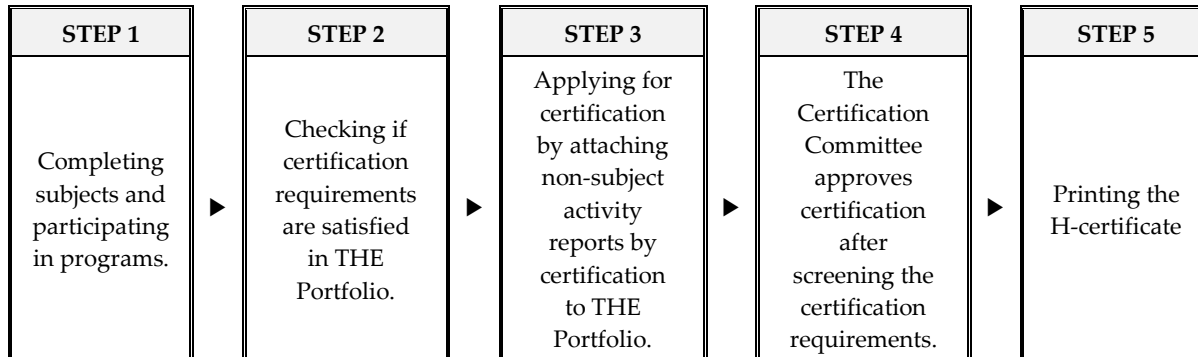 STEP 1
Completing
subjects and
participating
in programs.
▶
STEP 2
Checking if
certification
requirements
are satisfied
in THE
Portfolio.
▶
STEP 3
Applying for
certification
by attaching
non-subject
activity
reports by
certification
to THE
Portfolio.
▶
STEP 4
The
Certification
Committee
approves
certification
after
screening the
certification
requirements.
▶
STEP 5
Printing the
H-certificate